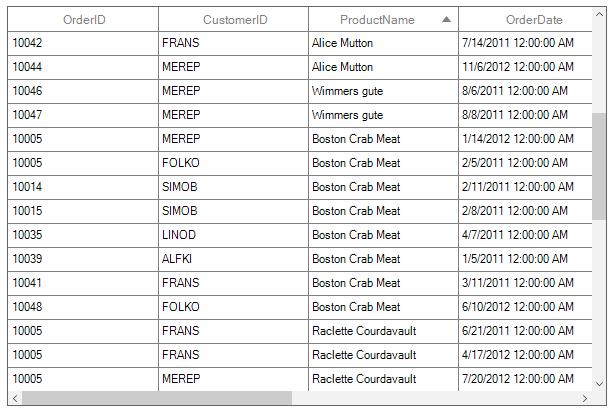 OrderID CustomerID ProductName OrderDate
10042 FRANS Alice Mutton 7/14/2011 12:00:00 AM
10044 MEREP Alice Mutton 11/6/2012 12:00:00 AM
10046 MEREP Wimmers gute 8/6/2011 12:00:00 AM
10047 MEREP Wimmers gute 8/8/2011 12:00:00 AM
10005 MEREP Boston Crab Meat 1/14/2012 12:00:00 AM
10005 FOLKO Boston Crab Meat 2/5/2011 12:00:00 AM
10014 SIMOB Boston Crab Meat 2/11/2011 12:00:00 AM
10015 SIMOB Boston Crab Meat 2/8/2011 12:00:00 AM
10035 LINOD Boston Crab Meat 4/7/2011 12:00:00 AM
10039 ALFKI Boston Crab Meat 1/5/2011 12:00:00 AM
10041 FRANS Boston Crab Meat 3/11/2011 12:00:00 AM
10048 FOLKO Boston Crab Meat 6/10/2012 12:00:00 AM
10005 FRANS Raclette Courdavault 6/21/2011 12:00:00 AM
10005 FRANS Raclette Courdavault 4/17/2012 12:00:00 AM
10005 MEREP Raclette Courdavault 7/20/2012 12:00:00 AM